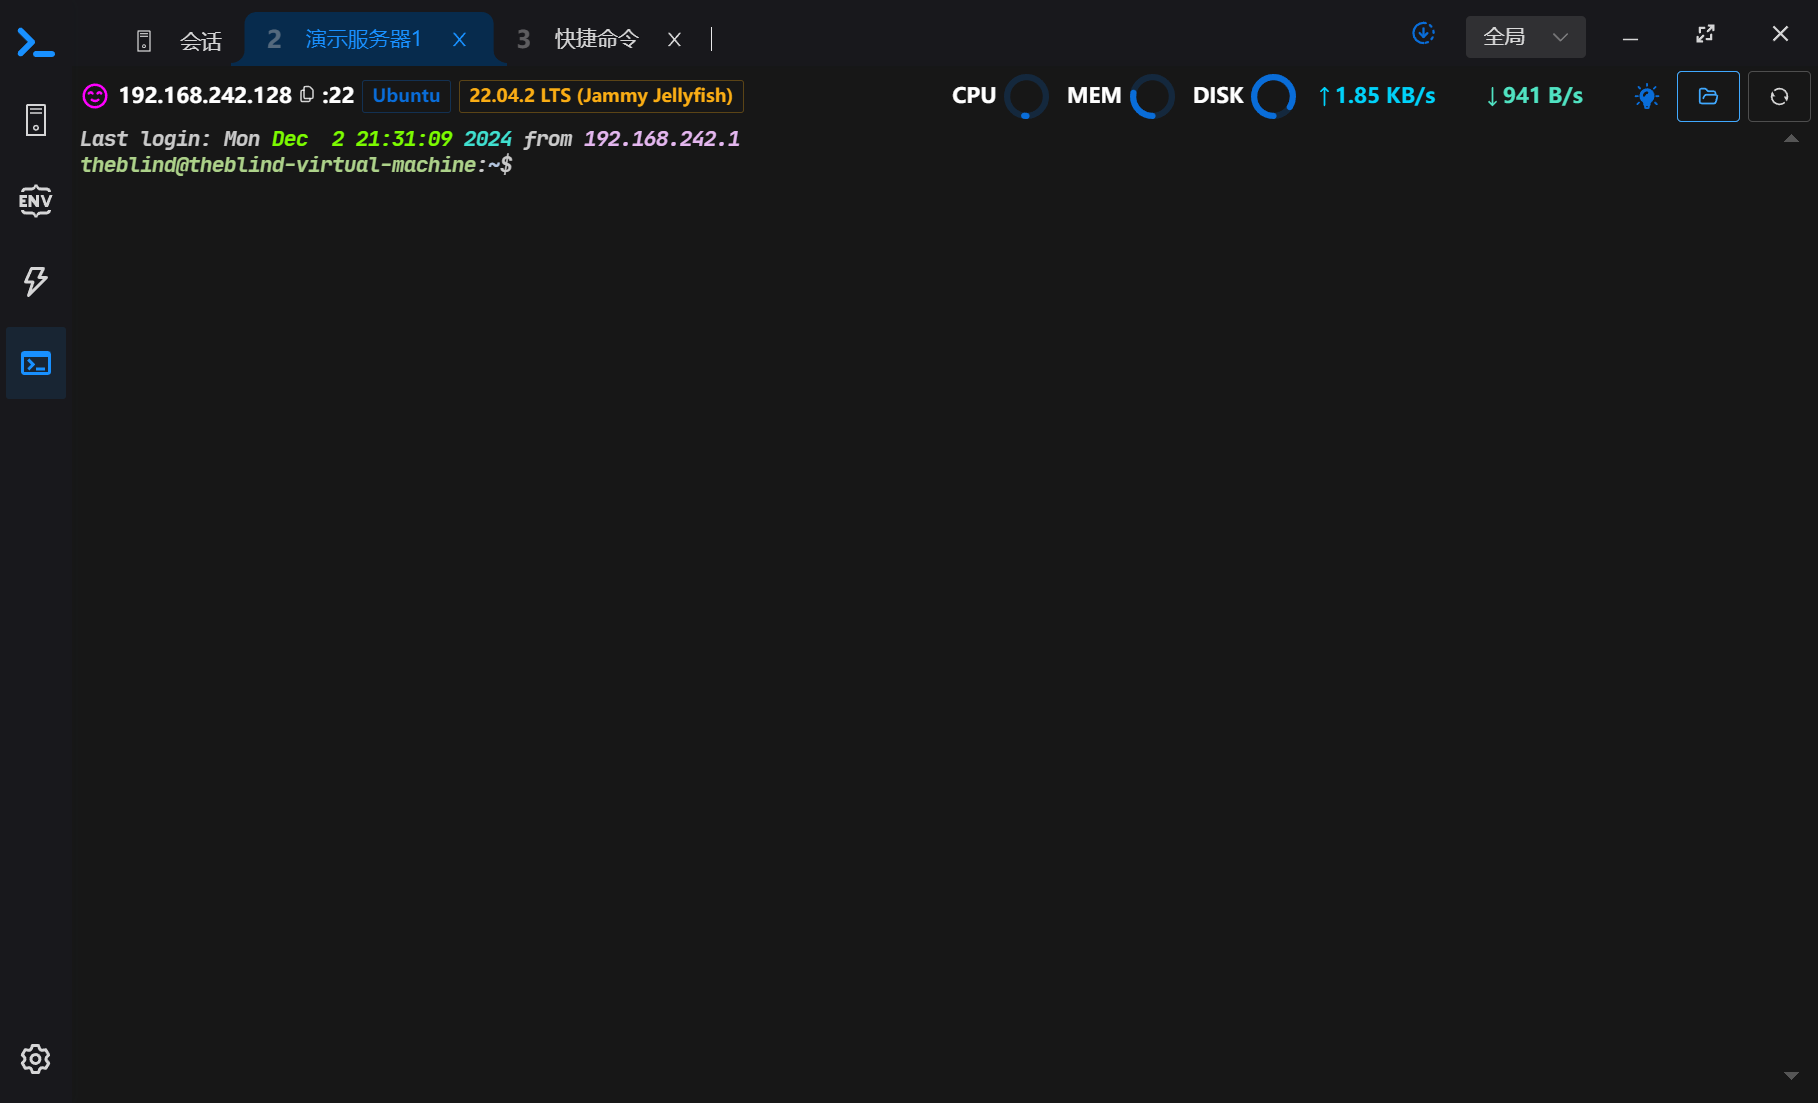 会话 2 演示服务器1 X 3 快捷命令 X 全局
192.168.242.128 :22 Ubuntu 22.04.2 LTS (Jammy Jellyfish) CPU MEM DISK ↑1.85 KB/s ↓941 B/s
Last login: Mon Dec  2 21:31:09 2024 from 192.168.242.1
theblind@theblind-virtual-machine:~$
ENV